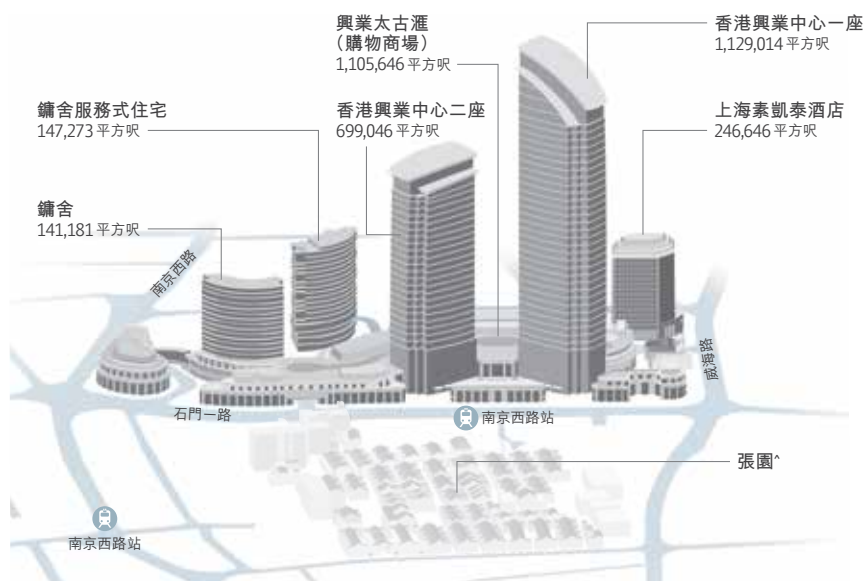 興業太古滙
（購物商場）
1,105,646 平方呎
香港興業中心一座
1,129,014 平方呎
鏞舍服務式住宅
147,273 平方呎
香港興業中心二座
699,046 平方呎
上海素凱泰酒店
246,646 平方呎
鏞舍
141,181 平方呎
南京西路
威海路
石門一路
南京西路站
張園^
南京西路站